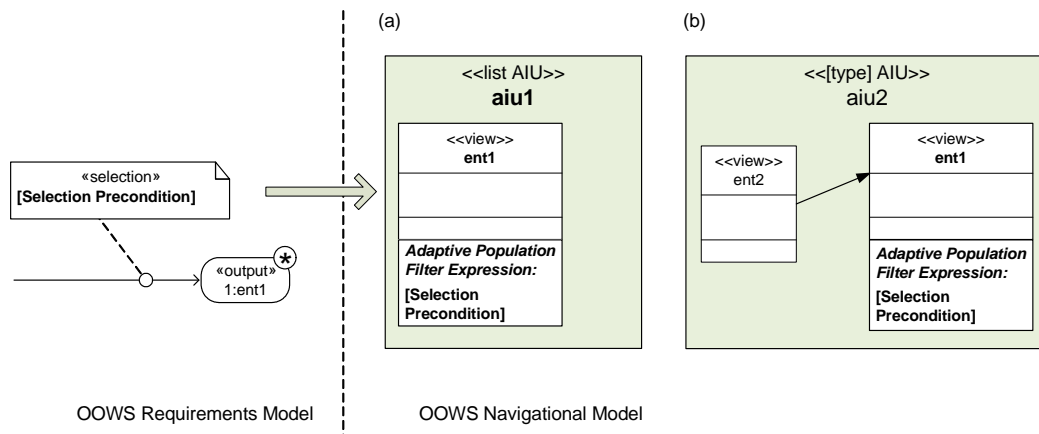 (a)
(b)
<<list AIU>>
aiu1
<<view>>
ent1
Adaptive Population
Filter Expression:
[Selection
Precondition]
<<[type] AIU>>
aiu2
<<view>>
ent2
<<view>>
ent1
Adaptive Population
Filter Expression:
[Selection
Precondition]
«selection»
[Selection Precondition]
«output»
1:ent1
*
OOWS Requirements Model
OOWS Navigational Model